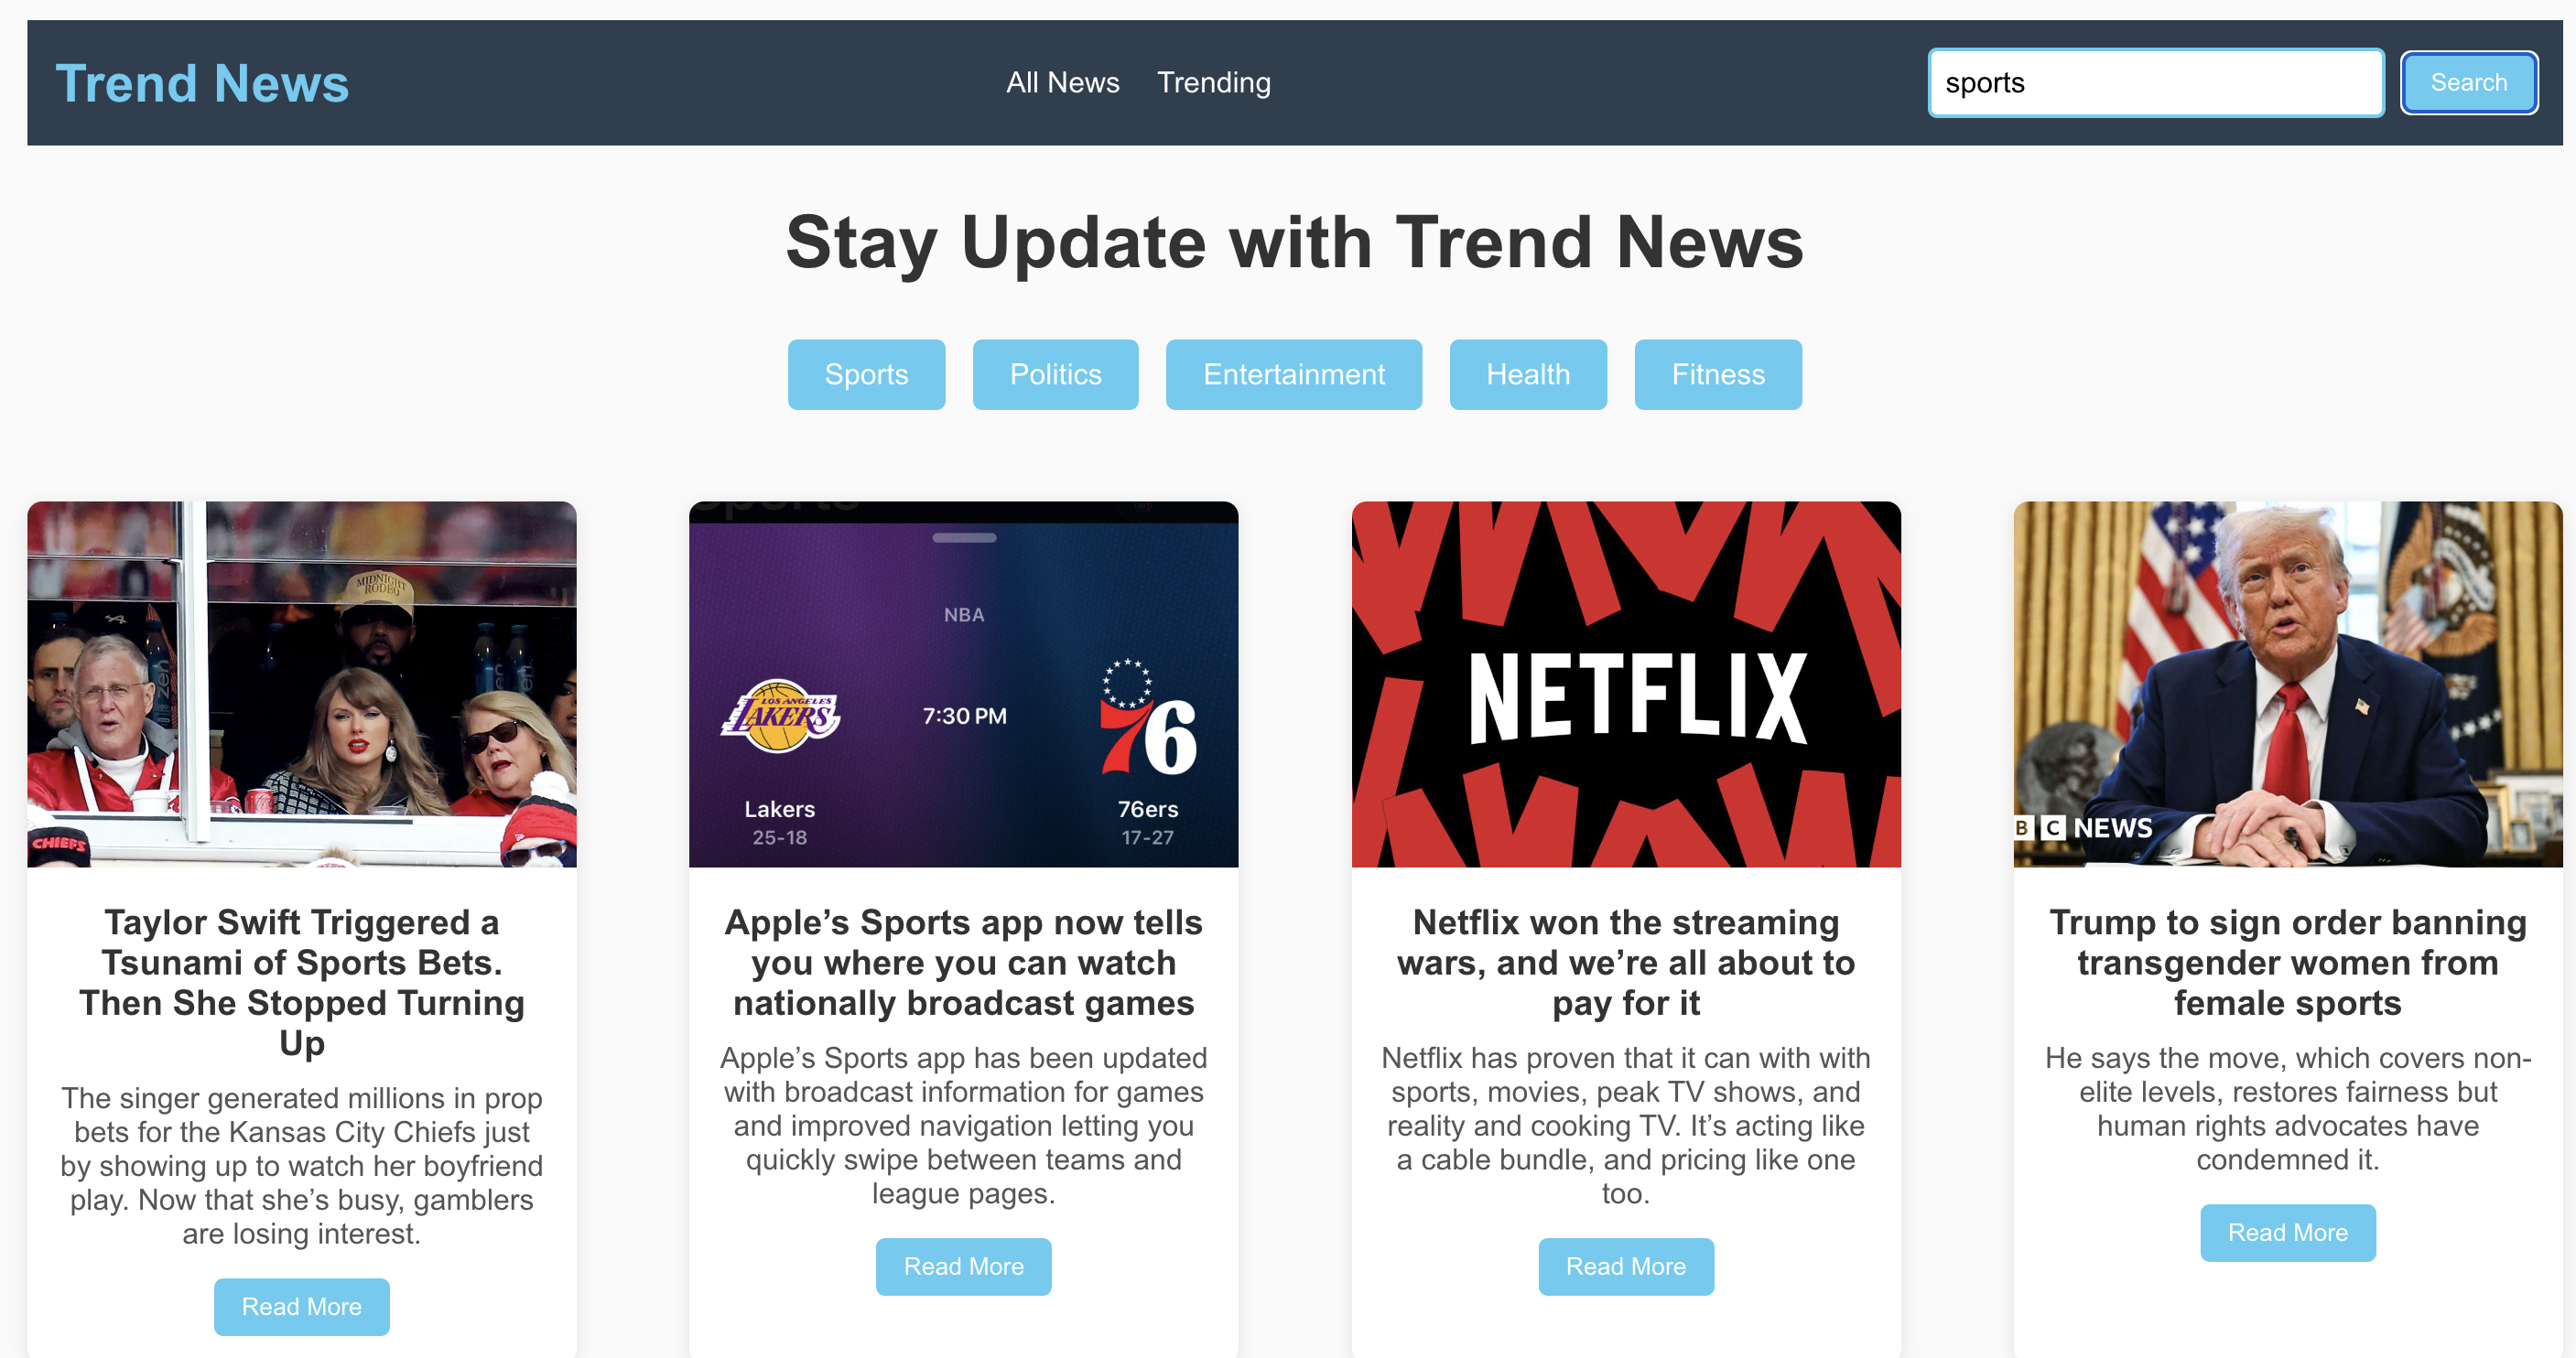 Trend News
All News
Trending
sports
Search
Stay Update with Trend News
Sports
Politics
Entertainment
Health
Fitness
MIDNIGHT
RODEO
zen
zen
zen
CHIEFS
Taylor Swift Triggered a
Tsunami of Sports Bets.
Then She Stopped Turning
Up
The singer generated millions in prop
bets for the Kansas City Chiefs just
by showing up to watch her boyfriend
play. Now that she’s busy, gamblers
are losing interest.
Read More
sports
NBA
LOS ANGELES
LAKERS
7:30 PM
76
Lakers
76ers
25-18
17-27
Apple’s Sports app now tells
you where you can watch
nationally broadcast games
Apple’s Sports app has been updated
with broadcast information for games
and improved navigation letting you
quickly swipe between teams and
league pages.
Read More
NETFLIX
Netflix won the streaming
wars, and we’re all about to
pay for it
Netflix has proven that it can with with
sports, movies, peak TV shows, and
reality and cooking TV. It’s acting like
a cable bundle, and pricing like one
too.
Read More
B C NEWS
Trump to sign order banning
transgender women from
female sports
He says the move, which covers non-
elite levels, restores fairness but
human rights advocates have
condemned it.
Read More